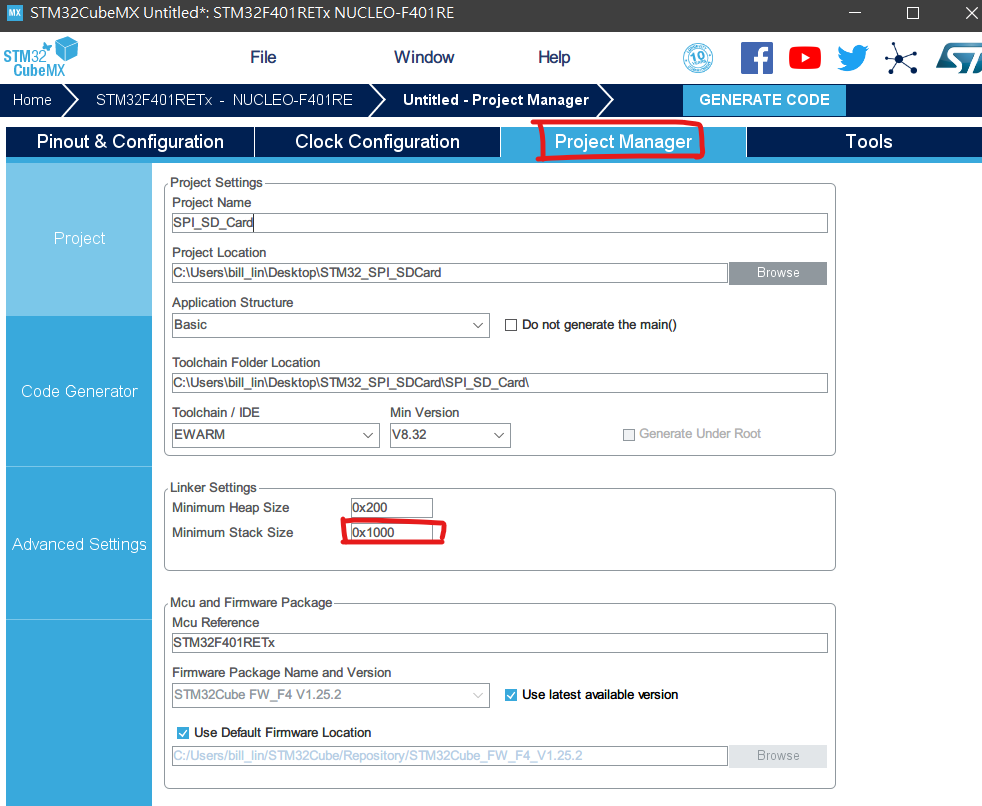 MX STM32CubeMX Untitled*: STM32F401RETx NUCLEO-F401RE
STM32
CubeMX
File
Window
Help
10
Home
STM32F401RETx - NUCLEO-F401RE
Untitled - Project Manager
GENERATE CODE
Pinout & Configuration
Clock Configuration
Project Manager
Tools
Project
Code Generator
Advanced Settings
Project Settings
Project Name
SPI_SD_Card
Project Location
C:\Users\bill_lin\Desktop\STM32_SPI_SDCard
Browse
Application Structure
Basic
Do not generate the main()
Toolchain Folder Location
C:\Users\bill_lin\Desktop\STM32_SPI_SDCard\SPI_SD_Card\
Toolchain / IDE
Min Version
EWARM
V8.32
Generate Under Root
Linker Settings
Minimum Heap Size
0x200
Minimum Stack Size
0x1000
Mcu and Firmware Package
Mcu Reference
STM32F401RETx
Firmware Package Name and Version
STM32Cube FW_F4 V1.25.2
Use latest available version
Use Default Firmware Location
C:/Users/bill_lin/STM32Cube/Repository/STM32Cube_FW_F4_V1.25.2
Browse